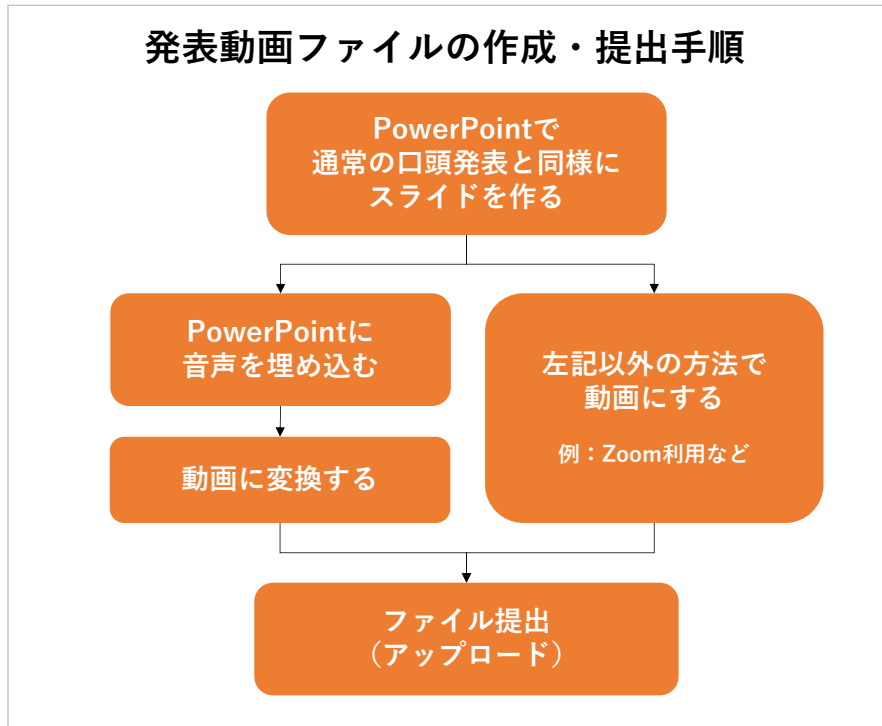 発表動画ファイルの作成・提出手順
PowerPointで
通常の口頭発表と同様に
スライドを作る
PowerPointに
音声を埋め込む
動画に変換する
左記以外の方法で
動画にする
例：Zoom利用など
ファイル提出
（アップロード）